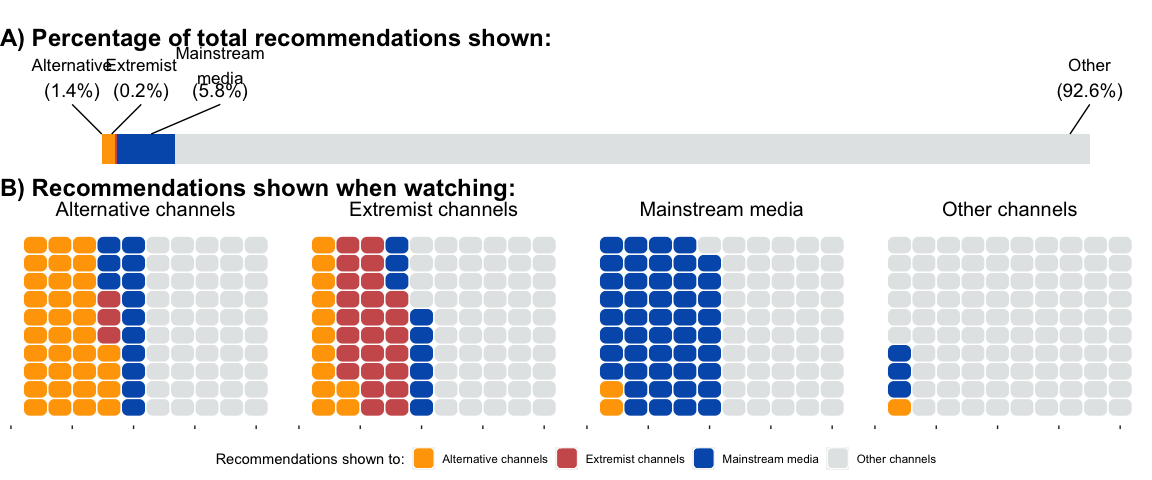 A) Percentage of total recommendations shown:
Alternative Extremist Mainstream media Other
(1.4%) (0.2%) (5.8%) (92.6%)
B) Recommendations shown when watching:
Alternative channels Extremist channels Mainstream media Other channels
Recommendations shown to: Alternative channels Extremist channels Mainstream media Other channels